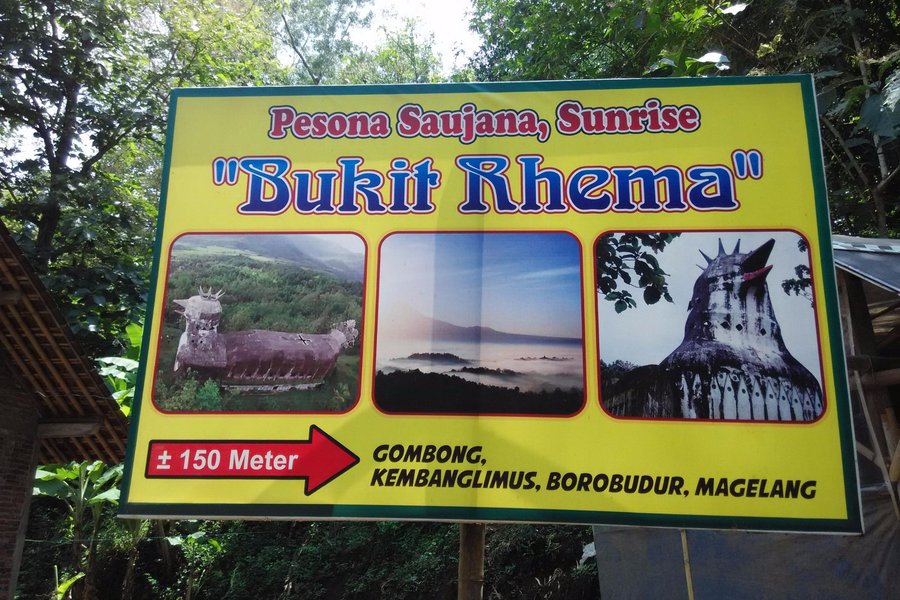 Pesona Saujana, Sunrise
"Bukit Rhema"
± 150 Meter
GOMBONG,
KEMBANGLIMUS, BOROBUDUR, MAGELANG